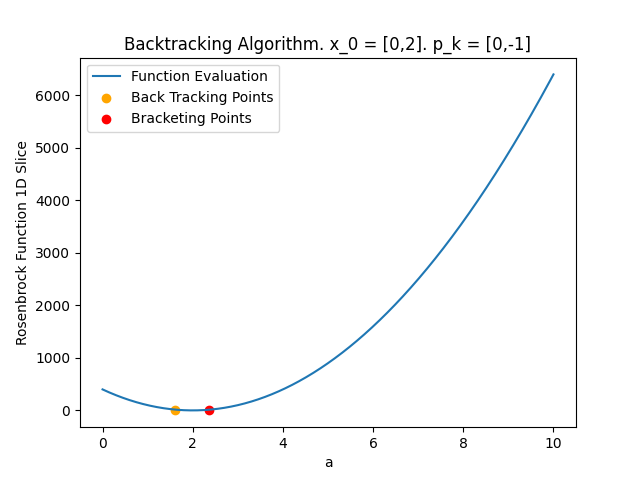 Backtracking Algorithm. x_0 = [0,2]. p_k = [0,-1]
Function Evaluation
Back Tracking Points
Bracketing Points
Rosenbrock Function 1D Slice
6000
5000
4000
3000
2000
1000
0
0 2 4 6 8 10
a